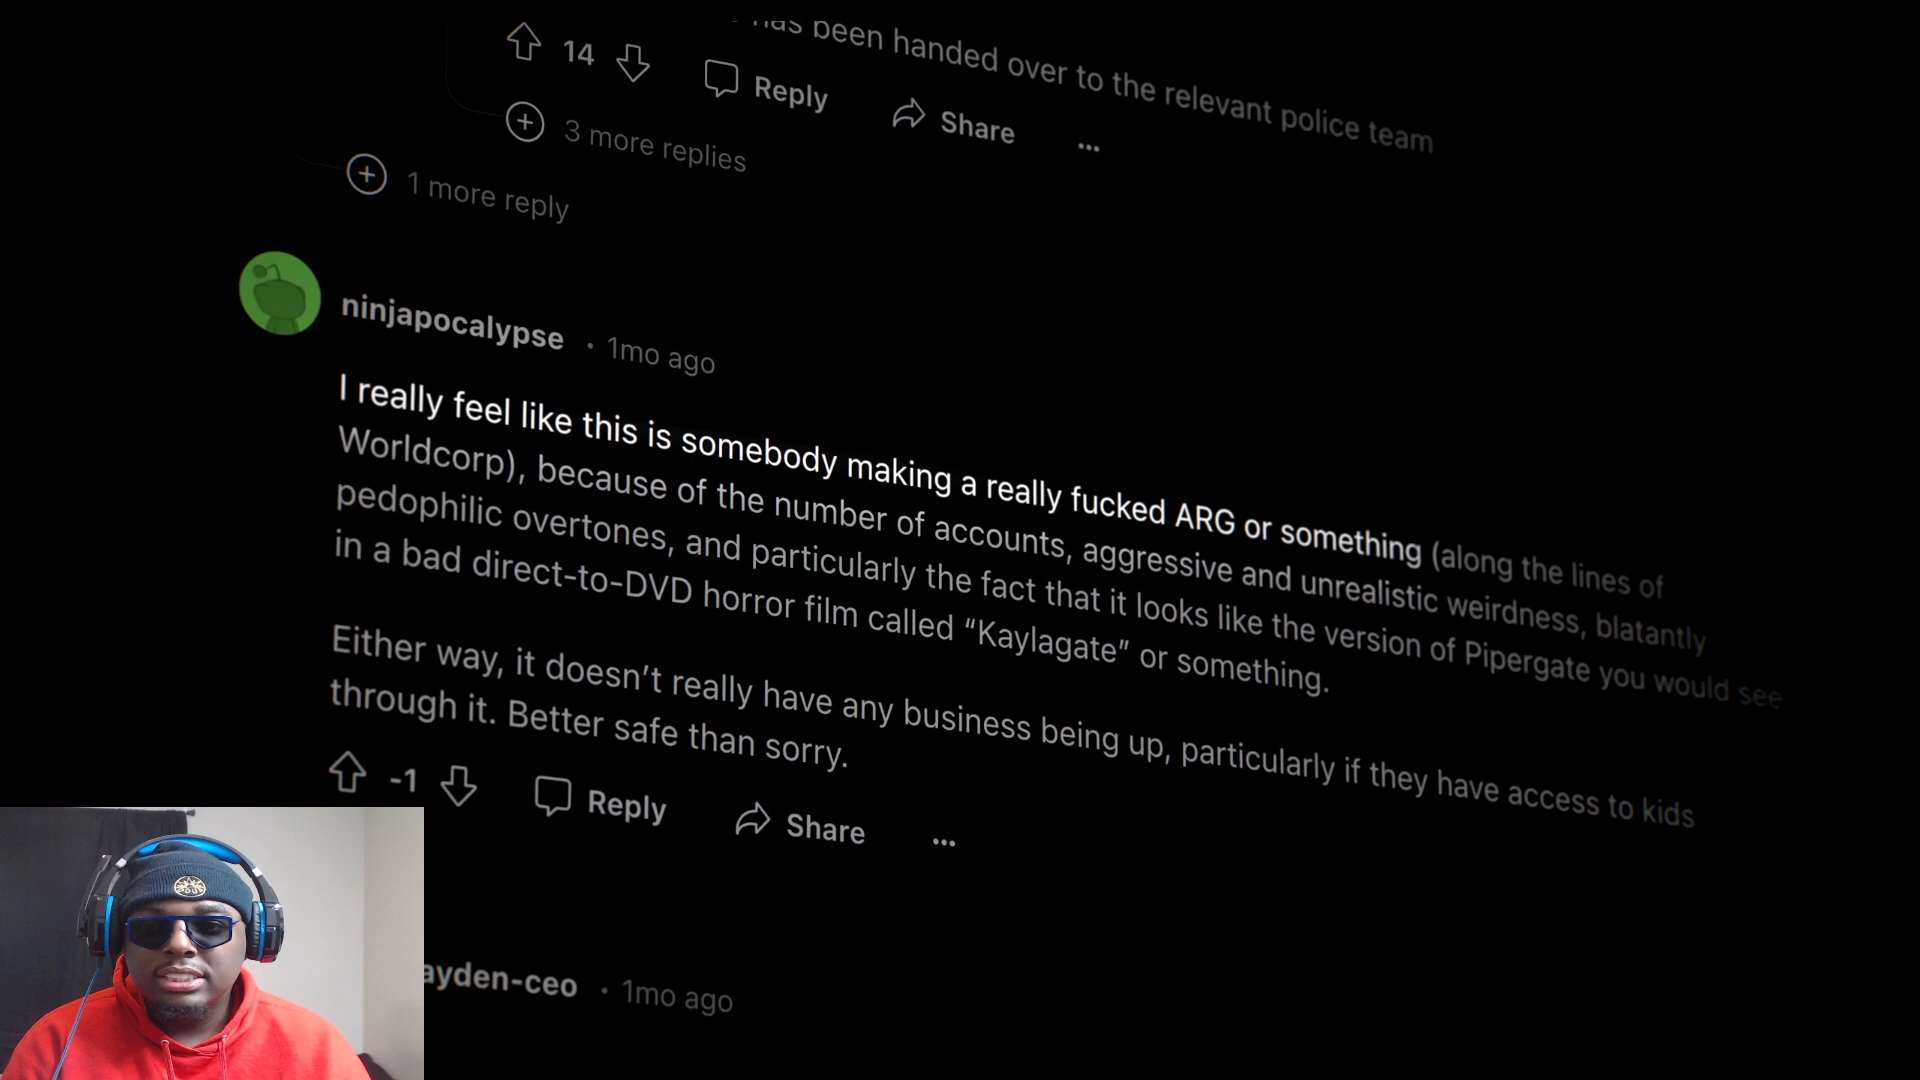 has been handed over to the relevant police team
14 Reply Share ...
3 more replies
1 more reply
ninjapocalypse • 1mo ago
I really feel like this is somebody making a really fucked ARG or something (along the lines of
Worldcorp), because of the number of accounts, aggressive and unrealistic weirdness, blatantly
pedophilic overtones, and particularly the fact that it looks like the version of Pipergate you would see
in a bad direct-to-DVD horror film called “Kaylagate” or something.
Either way, it doesn’t really have any business being up, particularly if they have access to kids
through it. Better safe than sorry.
-1 Reply Share ...
ayden-ceo • 1mo ago